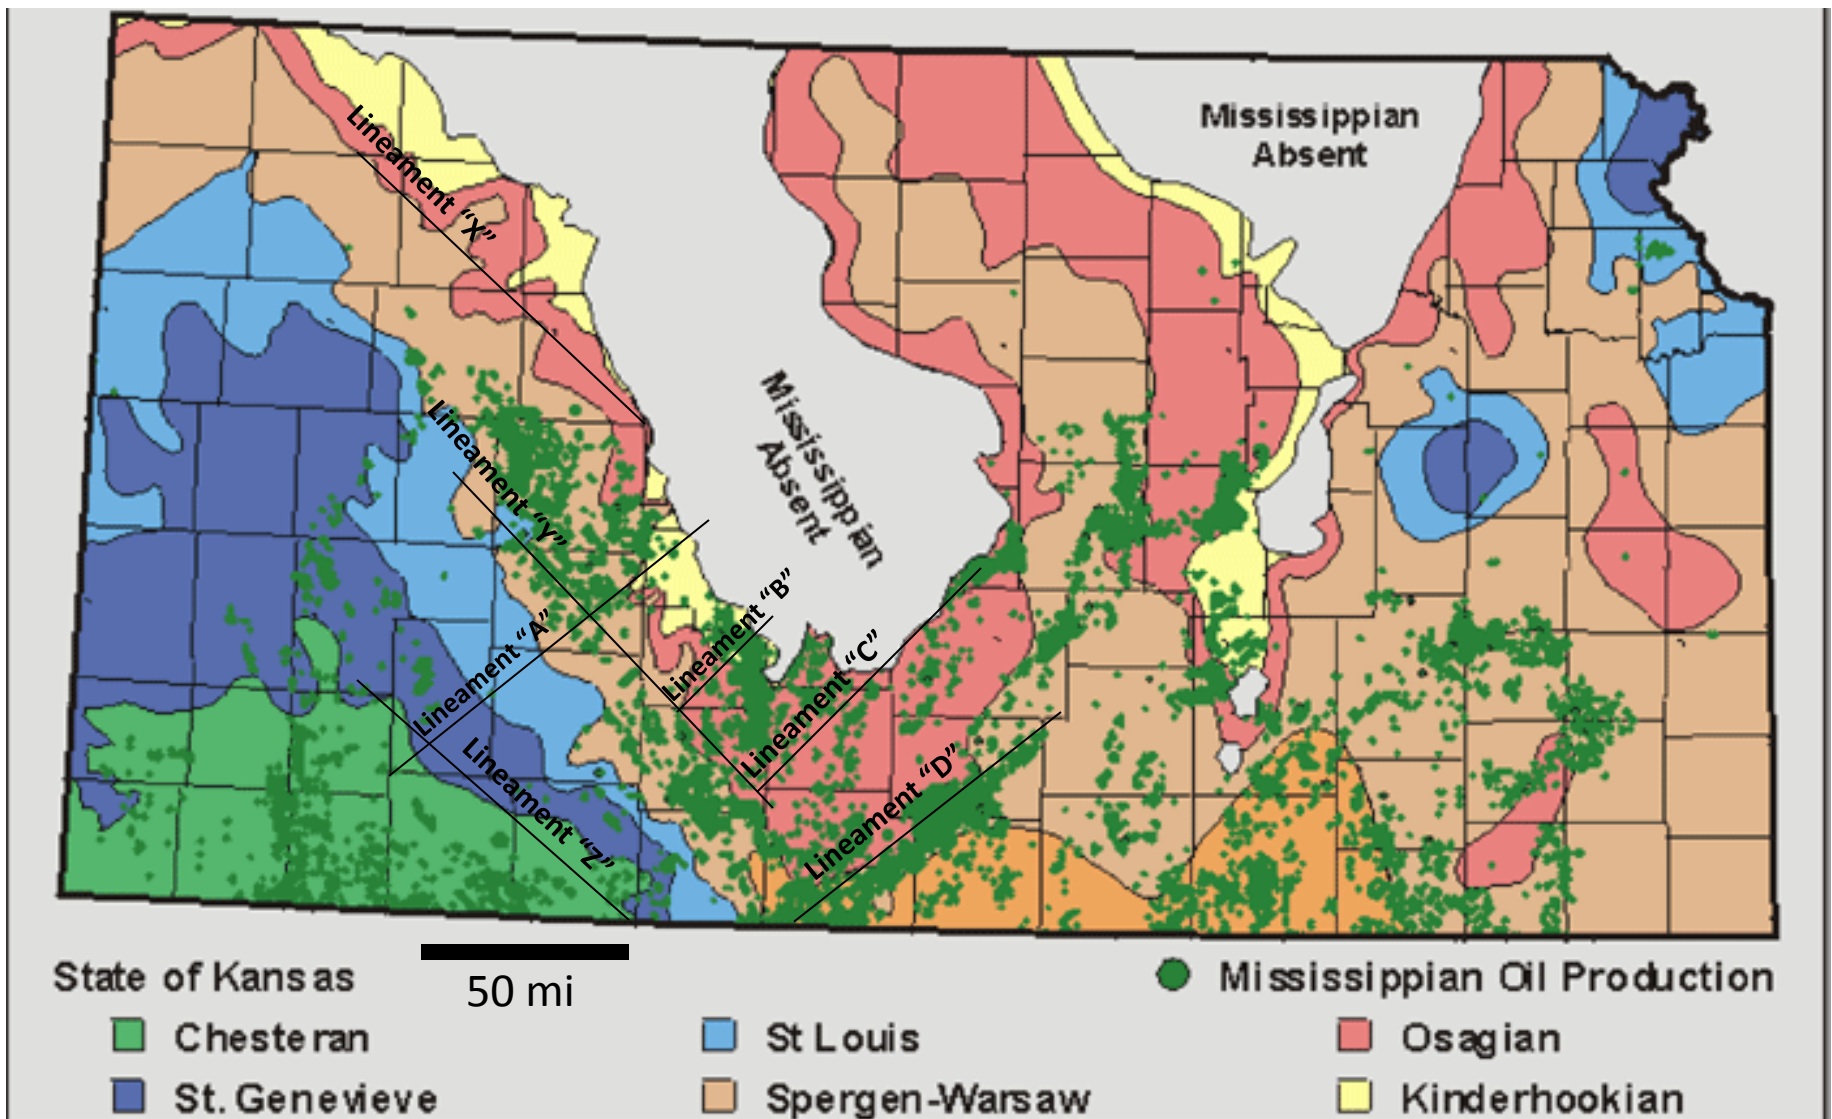 Mississippian
Absent
Lineament “X”
Mississippian
Absent
Lineament “Y”
Lineament “A”
Lineament “B”
Lineament “C”
Lineament “Z”
Lineament “D”
50 mi
State of Kansas
Mississippian Oil Production
Chesteran
St Louis
Osagian
St. Genevieve
Spergen-Warsaw
Kinderhookian